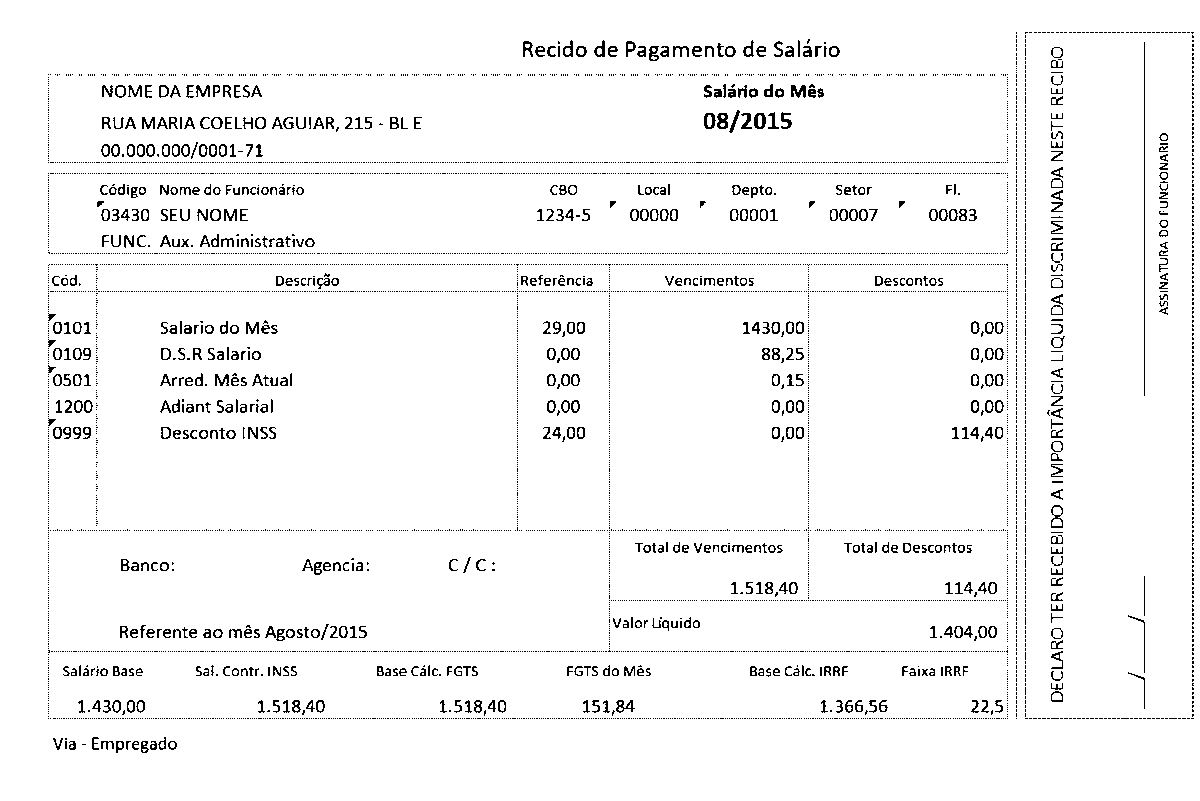 Recido de Pagamento de Salário
NOME DA EMPRESA
Salário do Mês
RUA MARIA COELHO AGUIAR, 215 - BL E
08/2015
00.000.000/0001-71
Código Nome do Funcionário CBO Local Depto. Setor Fl.
03430 SEU NOME 1234-5 00000 00001 00007 00083
FUNC. Aux. Administrativo
Cód. Descrição Referência Vencimentos Descontos
0101 Salario do Mês 29,00 1430,00 0,00
0109 D.S.R Salario 0,00 88,25 0,00
0501 Arred. Mês Atual 0,00 0,15 0,00
1200 Adiant Salarial 0,00 0,00 0,00
0999 Desconto INSS 24,00 0,00 114,40
Total de Vencimentos Total de Descontos
Banco: Agencia: C / C :
1.518,40 114,40
Valor Líquido
Referente ao mês Agosto/2015 1.404,00
Salário Base Sal. Contr. INSS Base Cálc. FGTS FGTS do Mês Base Cálc. IRRF Faixa IRRF
1.430,00 1.518,40 1.518,40 151,84 1.366,56 22,5
Via - Empregado
DECLARO TER RECEBIDO A IMPORTÂNCIA LIQUIDA DISCRIMINADA NESTE RECIBO
ASSINATURA DO FUNCIONARIO